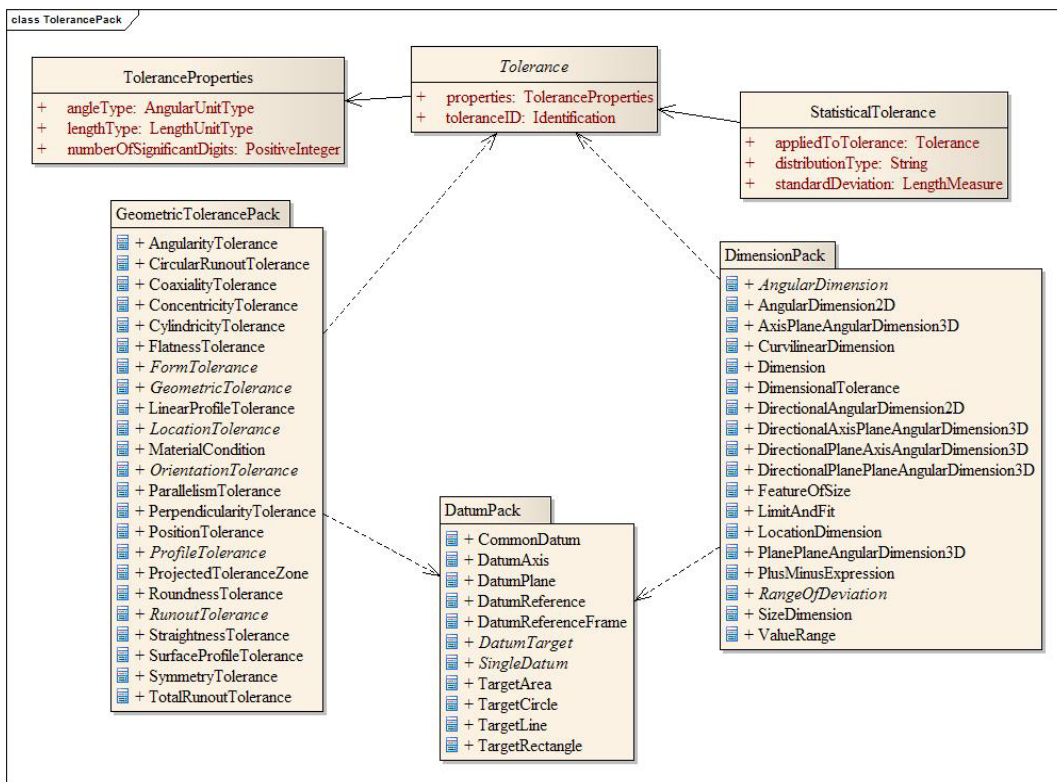 class TolerancePack
ToleranceProperties
+ angleType: AngularUnitType
+ lengthType: LengthUnitType
+ numberOfSignificantDigits: PositiveInteger
Tolerance
+ properties: ToleranceProperties
+ toleranceID: Identification
StatisticalTolerance
+ appliedToTolerance: Tolerance
+ distributionType: String
+ standardDeviation: LengthMeasure
GeometricTolerancePack
+ AngularityTolerance
+ CircularRunoutTolerance
+ CoaxialityTolerance
+ ConcentricityTolerance
+ CylindricityTolerance
+ FlatnessTolerance
+ FormTolerance
+ GeometricTolerance
+ LinearProfileTolerance
+ LocationTolerance
+ MaterialCondition
+ OrientationTolerance
+ ParallelismTolerance
+ PerpendicularityTolerance
+ PositionTolerance
+ ProfileTolerance
+ ProjectedToleranceZone
+ RoundnessTolerance
+ RunoutTolerance
+ StraightnessTolerance
+ SurfaceProfileTolerance
+ SymmetryTolerance
+ TotalRunoutTolerance
DatumPack
+ CommonDatum
+ DatumAxis
+ DatumPlane
+ DatumReference
+ DatumReferenceFrame
+ DatumTarget
+ SingleDatum
+ TargetArea
+ TargetCircle
+ TargetLine
+ TargetRectangle
DimensionPack
+ AngularDimension
+ AngularDimension2D
+ AxisPlaneAngularDimension3D
+ CurvilinearDimension
+ Dimension
+ DimensionalTolerance
+ DirectionalAngularDimension2D
+ DirectionalAxisPlaneAngularDimension3D
+ DirectionalPlaneAxisAngularDimension3D
+ DirectionalPlanePlaneAngularDimension3D
+ FeatureOfSize
+ LimitAndFit
+ LocationDimension
+ PlanePlaneAngularDimension3D
+ PlusMinusExpression
+ RangeOfDeviation
+ SizeDimension
+ ValueRange